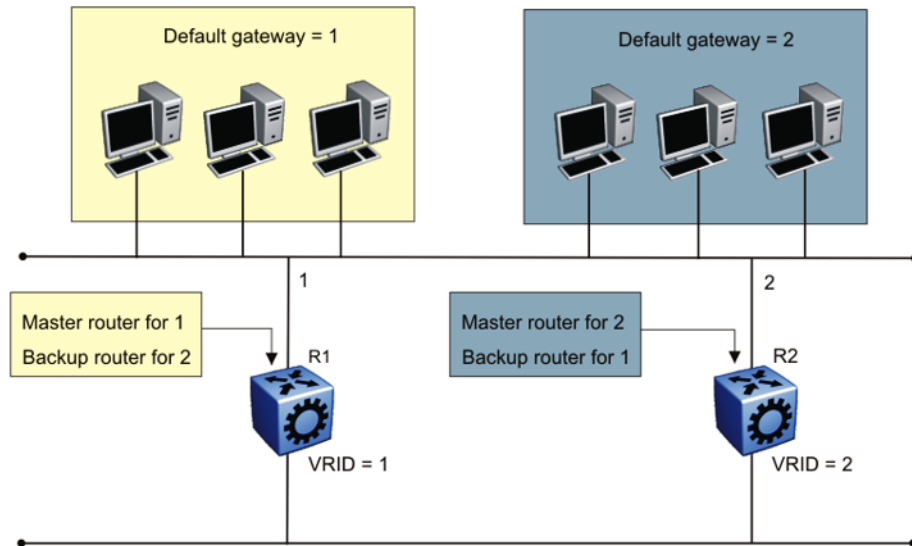 Default gateway = 1
Default gateway = 2
1
2
Master router for 1
Backup router for 2
Master router for 2
Backup router for 1
R1
R2
VRID = 1
VRID = 2